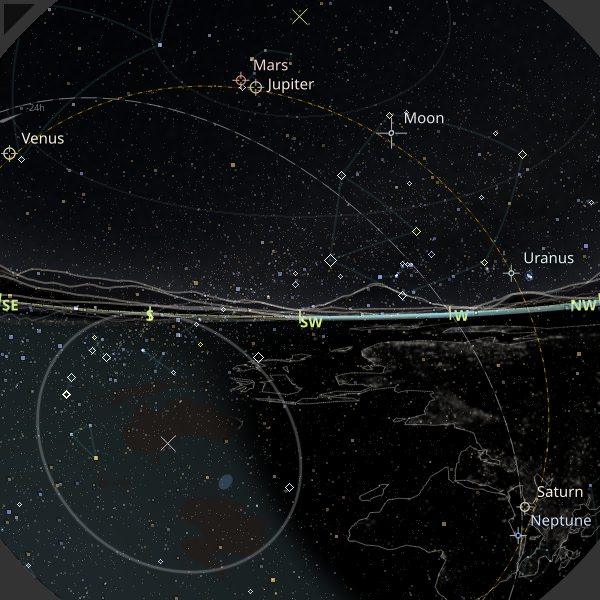 Mars
Jupiter
-24h
Moon
Venus
Uranus
SE
S
SW
W
NW
Saturn
Neptune